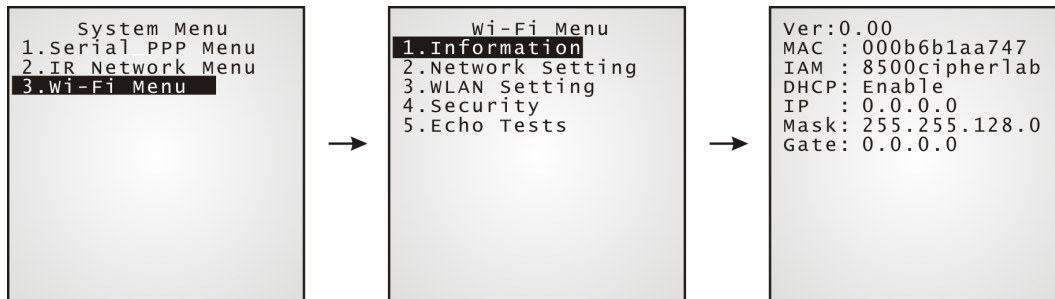 System Menu
1.Serial PPP Menu
2.IR Network Menu
3.Wi-Fi Menu
Wi-Fi Menu
1.Information
2.Network Setting
3.WLAN Setting
4.Security
5.Echo Tests
Ver:0.00
MAC : 000b6b1aa747
IAM : 8500cipherlab
DHCP: Enable
IP : 0.0.0.0
Mask: 255.255.128.0
Gate: 0.0.0.0